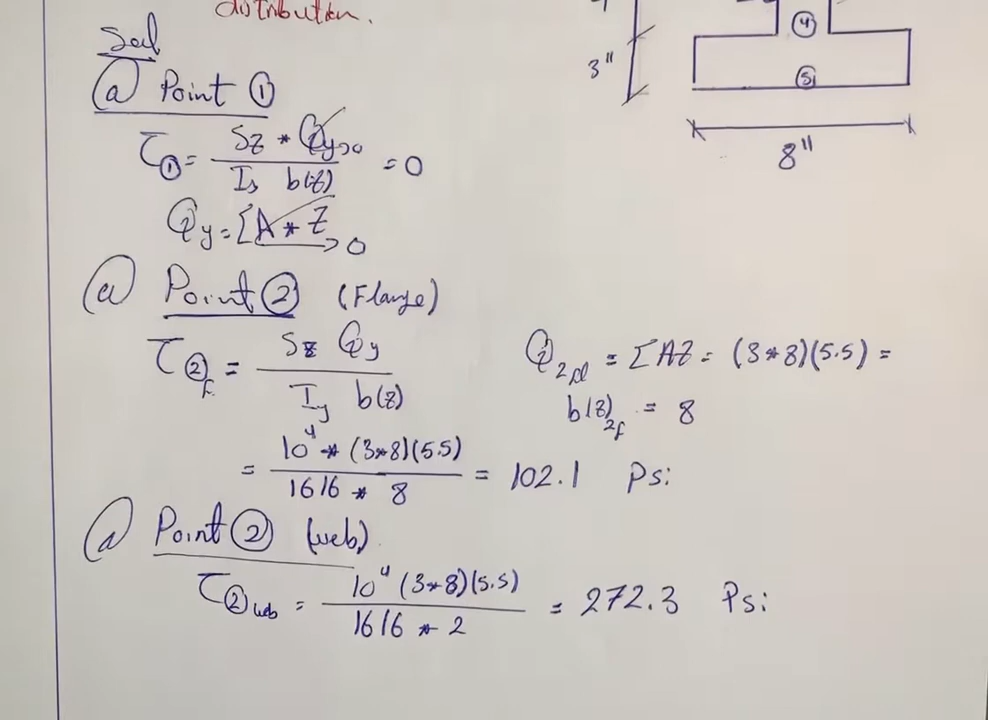 distribution.
Sol
@ Point ①
τ① = Sz * Qy→0 / Iy b(z) = 0
Qy = ΣA * Z →0
@ Point ② (Flange)
τ②F = Sz Qy / Iy b(z)
Q2fl = ΣAZ = (3*8)(5.5) =
b(z)2f = 8
= 10⁴ * (3*8)(5.5) / 1616 * 8 = 102.1 Psi
@ Point ② (web)
τ② web = 10⁴ (3*8)(5.5) / 1616 * 2 = 272.3 Psi
④
3"
⑤
8"